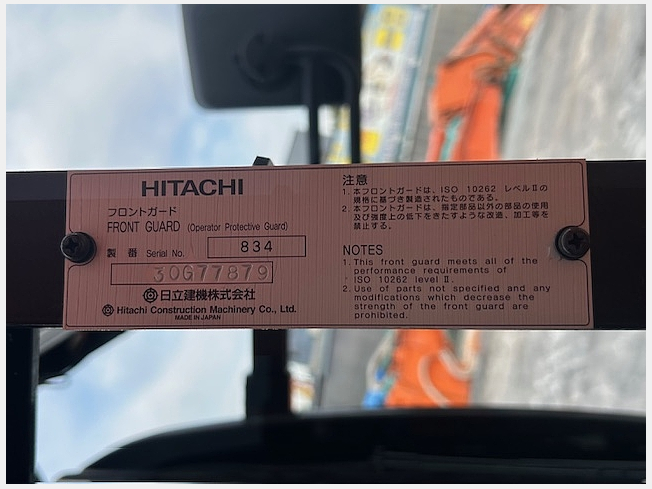 HITACHI
フロントガード
FRONT GUARD (Operator Protective Guard)
製 番 Serial No. 834
30G77879
日立建機株式会社
Hitachi Construction Machinery Co., Ltd.
MADE IN JAPAN
注意
1. 本フロントガードは、ISO 10262 レベルⅡの
規格に基づき製造されたものである。
2. 本フロントガードは、指定部品以外の部品の使用
及び強度上の低下をきたすような改造、加工等を
禁止する。
NOTES
1. This front guard meets all of the
performance requirements of
ISO 10262 level Ⅱ.
2. Use of parts not specified and any
modifications which decrease the
strength of the front guard are
prohibited.